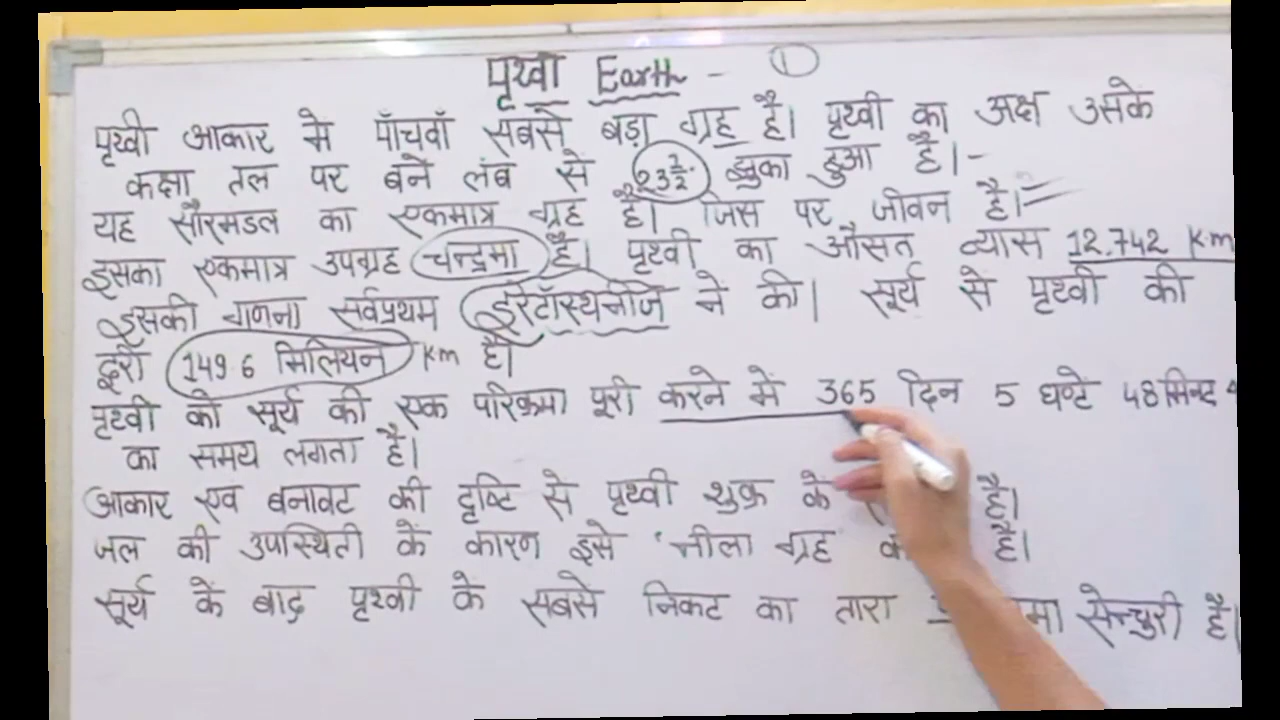 पृथ्वी Earth - ①
पृथ्वी आकार मे पाँचवाँ सबसे बड़ा ग्रह है। पृथ्वी का अक्ष उसके
कक्षा तल पर बने लंब से 23½° झुका हुआ है।-
यह सौरमडल का एकमात्र ग्रह है। जिस पर जीवन है।
इसका एकमात्र उपग्रह चन्द्रमा है। पृथ्वी का औसत व्यास 12.742 Km
इसकी गणना सर्वप्रथम इरेटॉस्थनीज ने की। सूर्य से पृथ्वी की
दूरी 149.6 मिलियन Km है।
पृथ्वी को सूर्य की एक परिक्रमा पूरी करने में 365 दिन 5 घण्टे 48 मिनट
का समय लगता है।
आकार एव बनावट की दृष्टि से पृथ्वी शुक्र के है।
जल की उपस्थिती के कारण इसे 'नीला ग्रह है।
सूर्य के बाद पृथ्वी के सबसे निकट का तारा सेन्चुरी है।